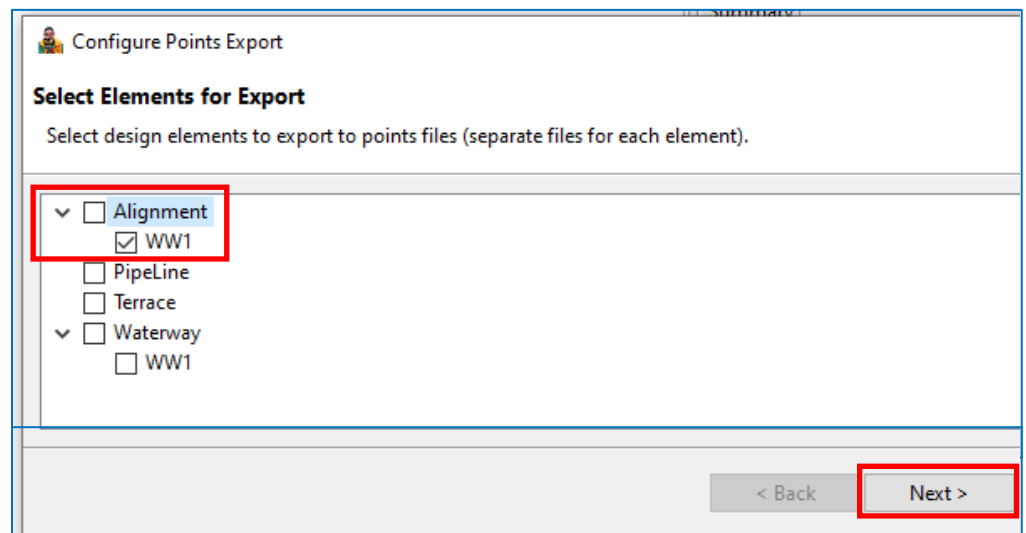 Summary
Configure Points Export
Select Elements for Export
Select design elements to export to points files (separate files for each element).
Alignment
WW1
PipeLine
Terrace
Waterway
WW1
< Back
Next >